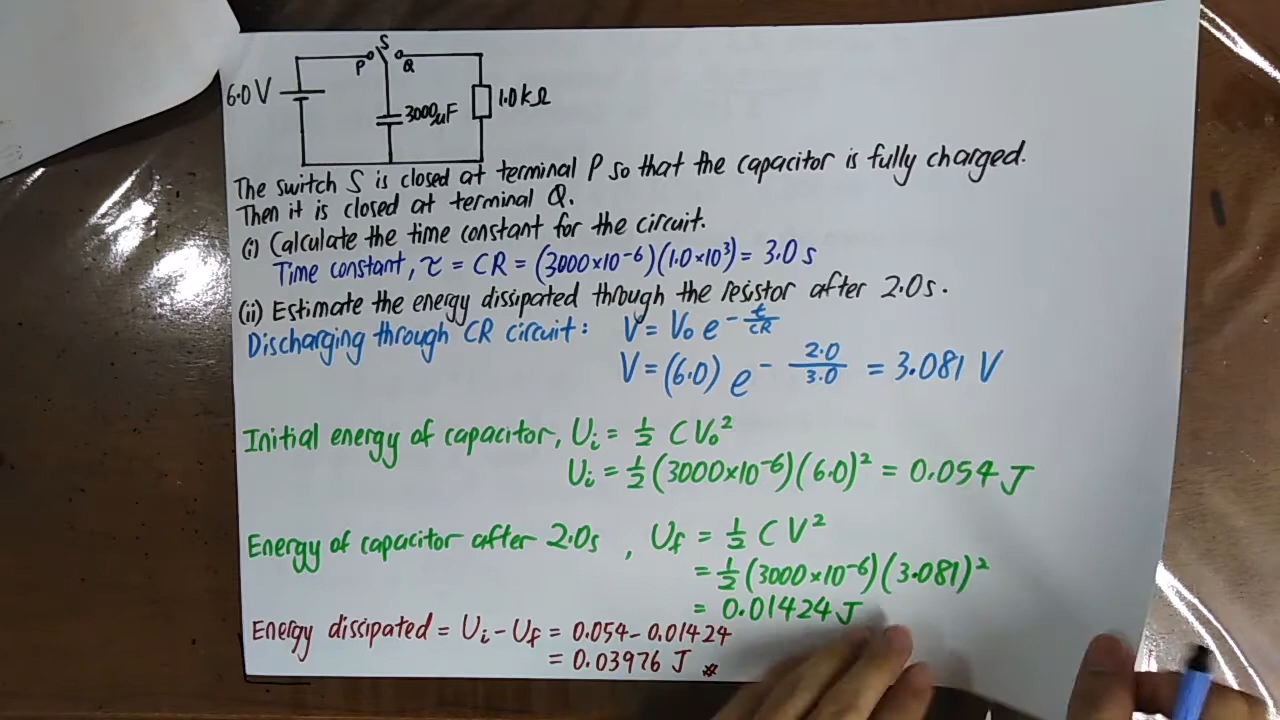 S
P
Q
6.0 V
3000μF
1.0 kΩ
The switch S is closed at terminal P so that the capacitor is fully charged.
Then it is closed at terminal Q.
(i) Calculate the time constant for the circuit.
Time constant, τ = CR = (3000×10⁻⁶)(1.0×10³) = 3.0 s
(ii) Estimate the energy dissipated through the resistor after 2.0s.
Discharging through CR circuit: V = V₀ e^(-t/CR)
V = (6.0) e^(-2.0/3.0) = 3.081 V
Initial energy of capacitor, Uᵢ = ½ CV₀²
Uᵢ = ½ (3000×10⁻⁶)(6.0)² = 0.054 J
Energy of capacitor after 2.0s, U_f = ½ CV²
= ½ (3000×10⁻⁶)(3.081)²
= 0.01424 J
Energy dissipated = Uᵢ - U_f = 0.054 - 0.01424
= 0.03976 J